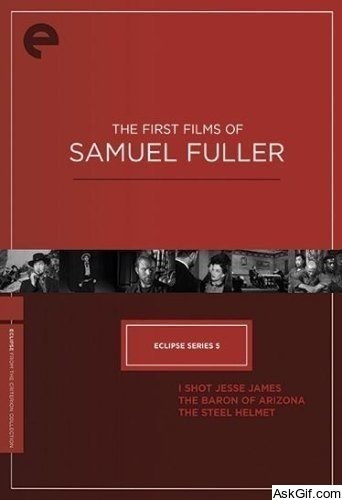 e
THE FIRST FILMS OF
SAMUEL FULLER
ECLIPSE SERIES 5
I SHOT JESSE JAMES
THE BARON OF ARIZONA
THE STEEL HELMET
ECLIPSE FROM THE CRITERION COLLECTION
AskGif.com